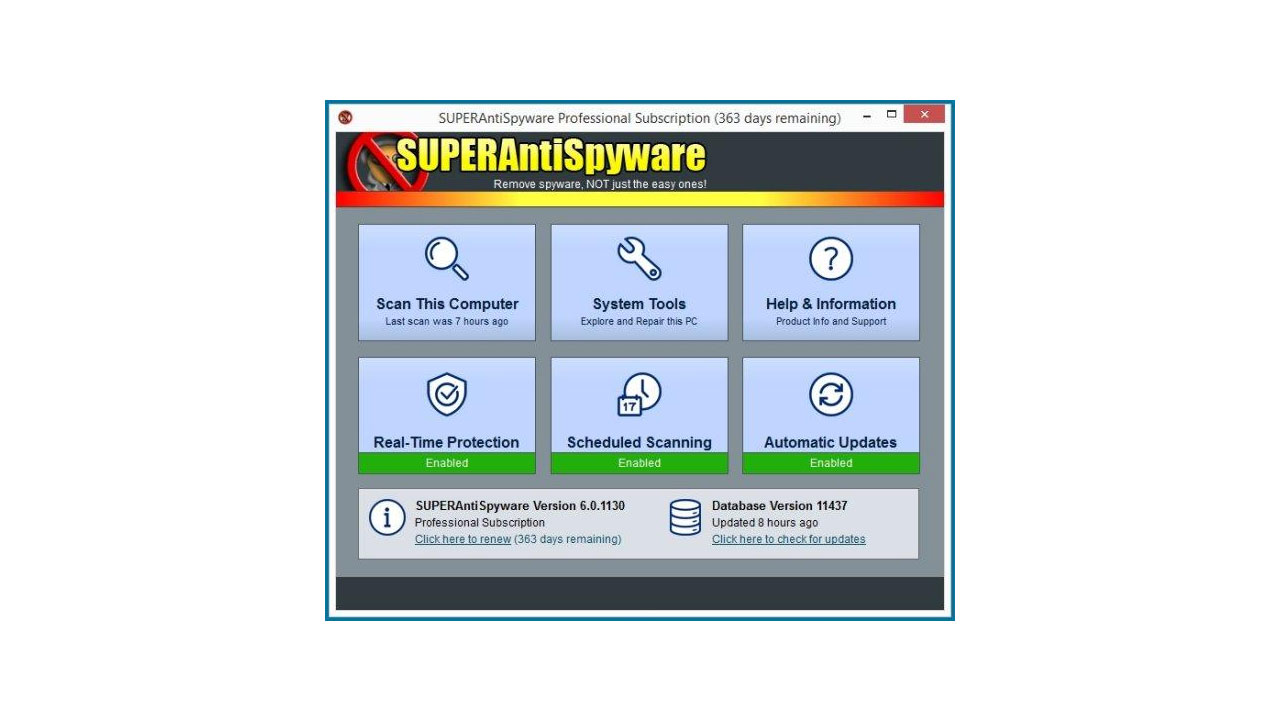 SUPERAntiSpyware Professional Subscription (363 days remaining)
SUPERAntiSpyware
Remove spyware, NOT just the easy ones!
Scan This Computer
Last scan was 7 hours ago
System Tools
Explore and Repair this PC
Help & Information
Product Info and Support
Real-Time Protection
Enabled
17
Scheduled Scanning
Enabled
Automatic Updates
Enabled
SUPERAntiSpyware Version 6.0.1130
Professional Subscription
Click here to renew (363 days remaining)
Database Version 11437
Updated 8 hours ago
Click here to check for updates